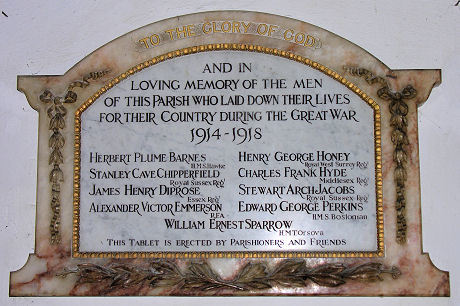 TO THE GLORY OF GOD
AND IN
LOVING MEMORY OF THE MEN
OF THIS PARISH WHO LAID DOWN THEIR LIVES
FOR THEIR COUNTRY DURING THE GREAT WAR
1914-1918
HERBERT PLUME BARNES HENRY GEORGE HONEY
H.M.S. Hawke Royal West Surrey Regt
STANLEY CAVE CHIPPERFIELD CHARLES FRANK HYDE
Royal Sussex Regt Middlesex Regt
JAMES HENRY DIPROSE STEWART ARCH JACOBS
Essex Regt Royal Sussex Regt
ALEXANDER VICTOR EMMERSON EDWARD GEORGE PERKINS
R.F.A. H.M.S. Bostonian
WILLIAM ERNEST SPARROW
H.M.T. Orsova
THIS TABLET IS ERECTED BY PARISHIONERS AND FRIENDS